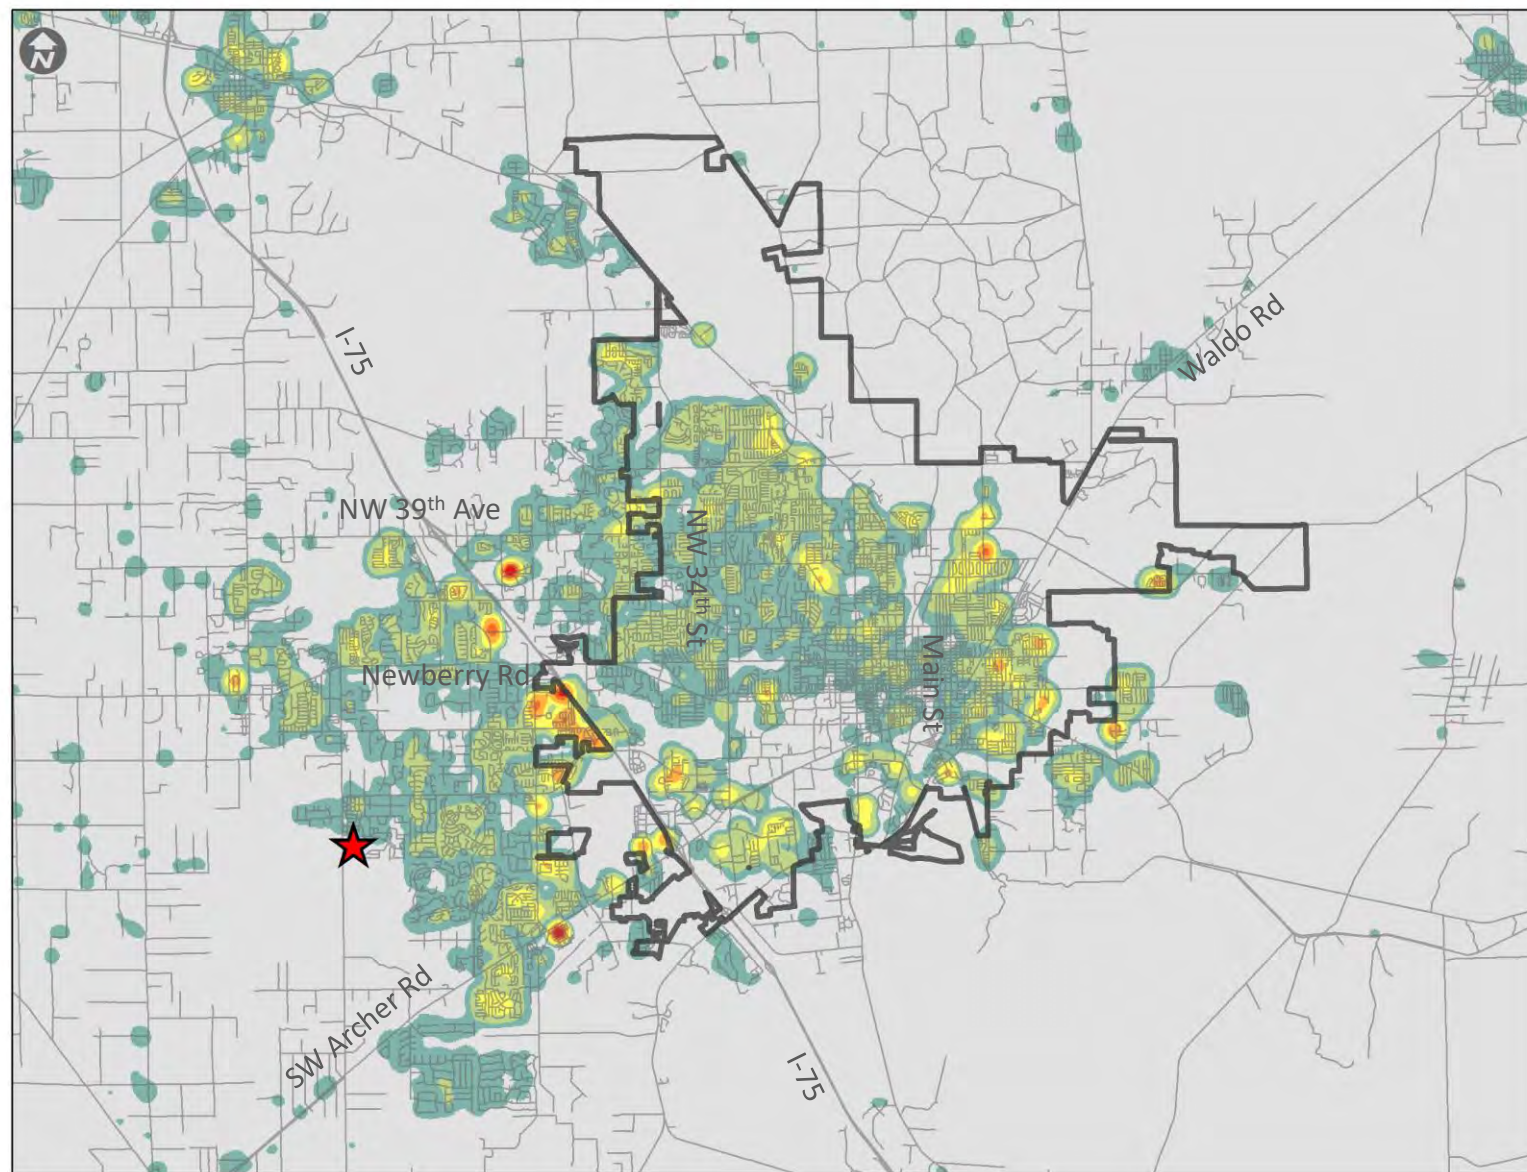 N
I-75
Waldo Rd
NW 39th Ave
NW 34th St
Main St
Newberry Rd
SW Archer Rd
I-75